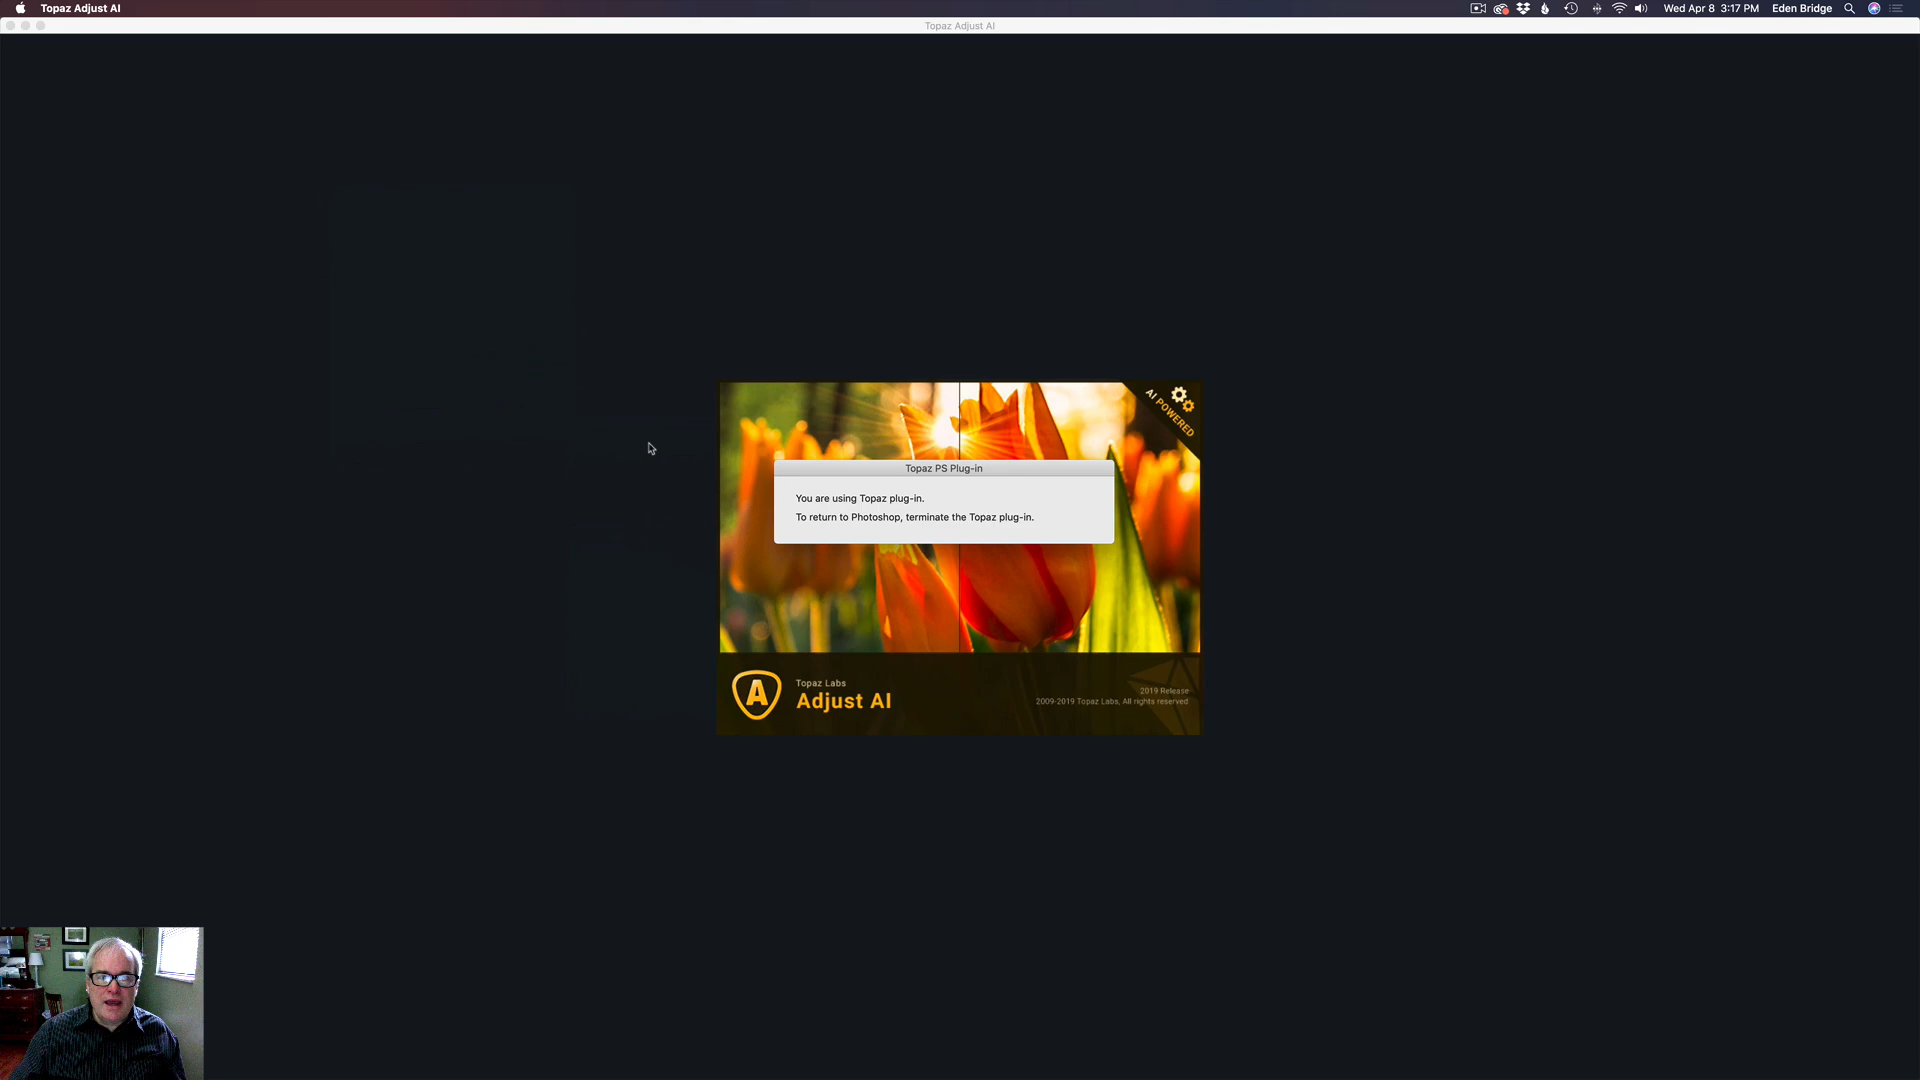 Topaz Adjust AI
Wed Apr 8 3:17 PM
Eden Bridge
Topaz Adjust AI
AI POWERED
Topaz PS Plug-in
You are using Topaz plug-in.
To return to Photoshop, terminate the Topaz plug-in.
A
Topaz Labs
Adjust AI
2019 Release
2009-2019 Topaz Labs, All rights reserved